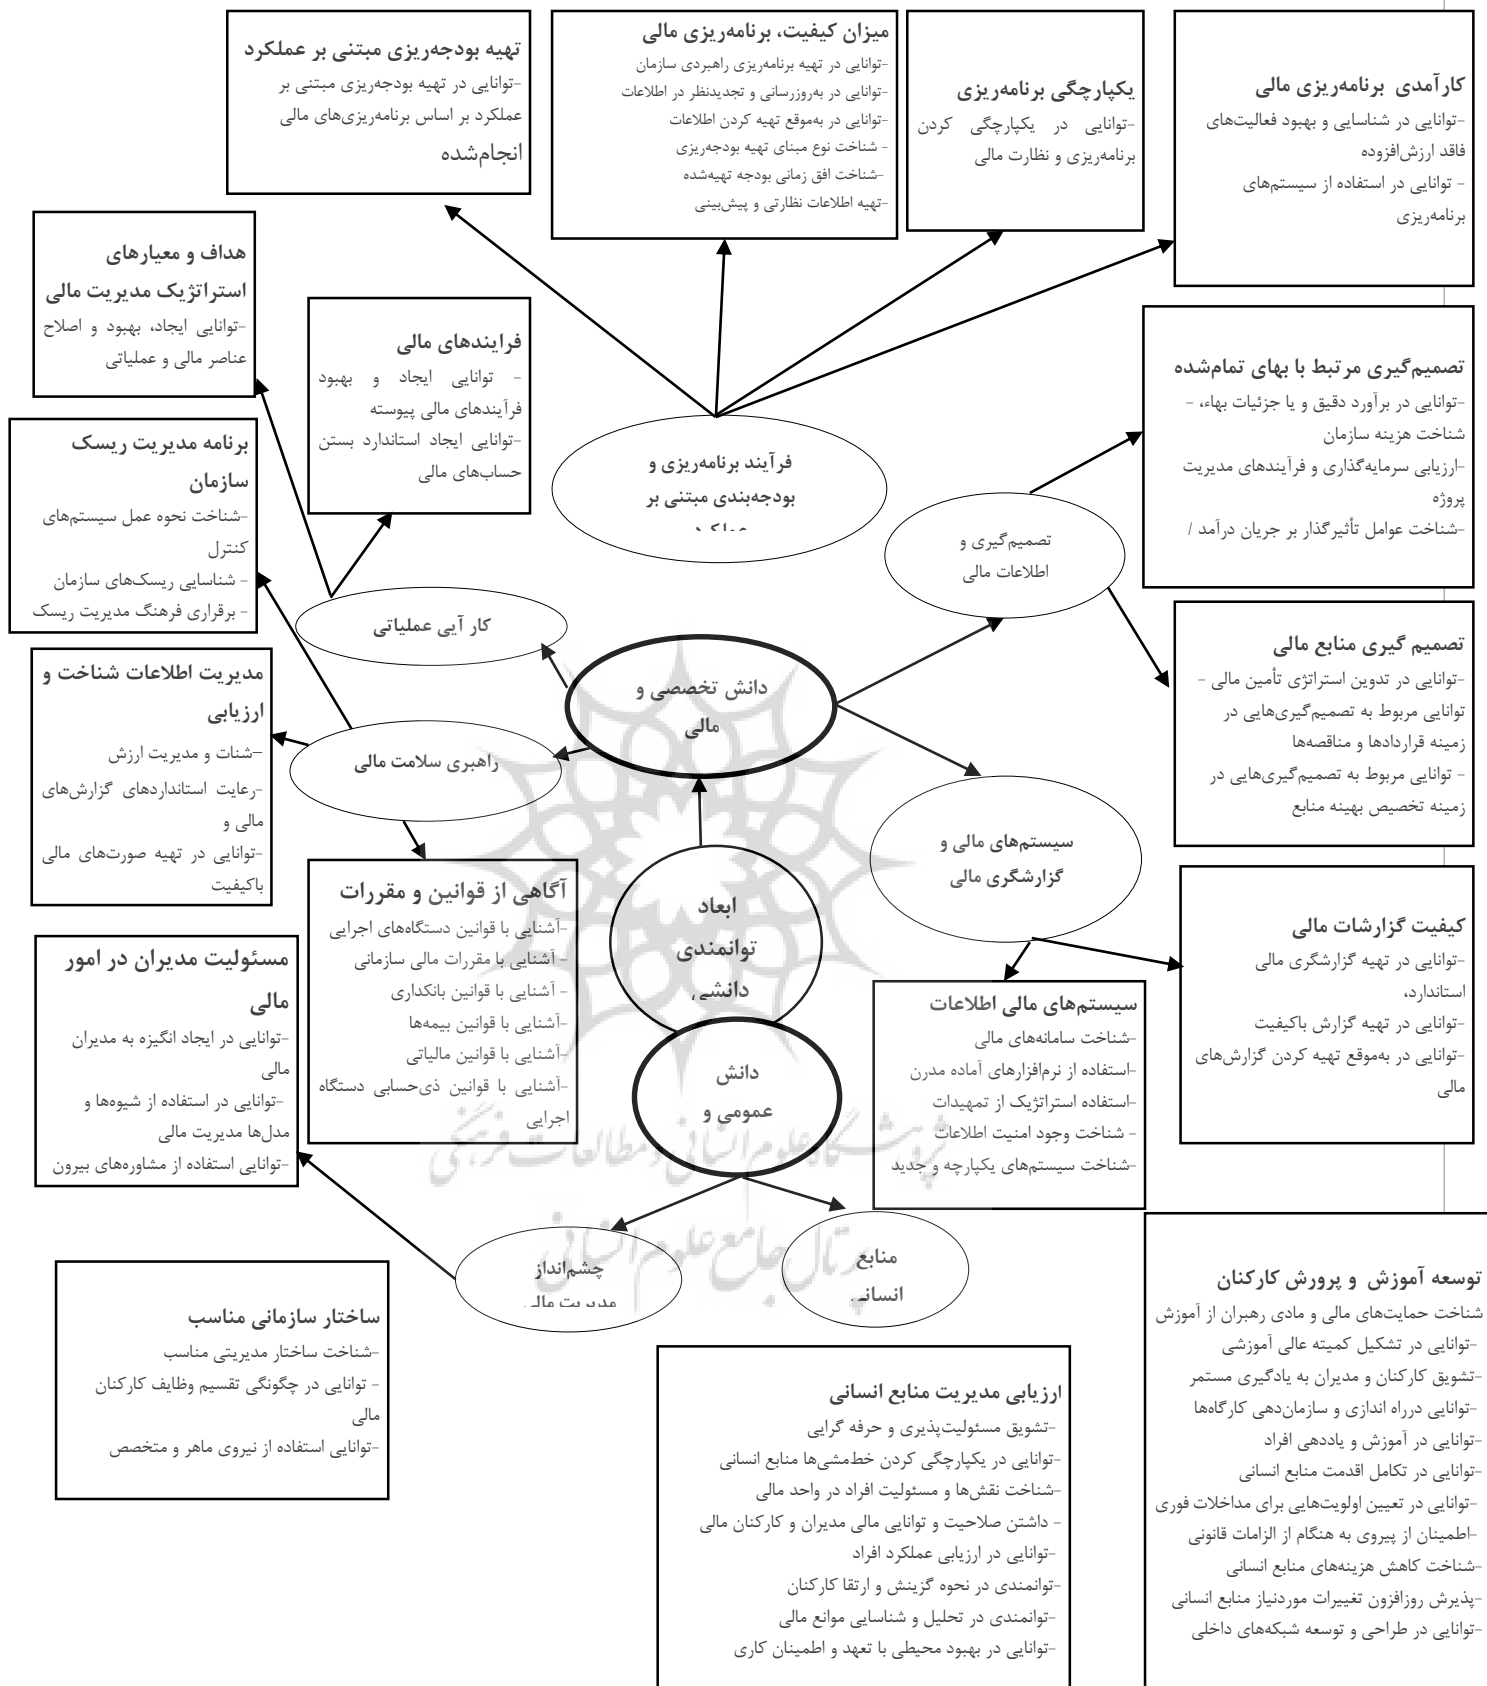 تهیه بودجه‌ریزی مبتنی بر عملکرد
-توانایی در تهیه بودجه‌ریزی مبتنی بر
عملکرد بر اساس برنامه‌ریزی‌های مالی
انجام‌شده
میزان کیفیت، برنامه‌ریزی مالی
-توانایی در تهیه برنامه‌ریزی راهبردی سازمان
-توانایی در به‌روزرسانی و تجدیدنظر در اطلاعات
-توانایی در به‌موقع تهیه کردن اطلاعات
- شناخت نوع مبنای تهیه بودجه‌ریزی
-شناخت افق زمانی بودجه تهیه‌شده
-تهیه اطلاعات نظارتی و پیش‌بینی
یکپارچگی برنامه‌ریزی
-توانایی در یکپارچگی کردن
برنامه‌ریزی و نظارت مالی
کارآمدی برنامه‌ریزی مالی
-توانایی در شناسایی و بهبود فعالیت‌های
فاقد ارزش‌افزوده
- توانایی در استفاده از سیستم‌های
برنامه‌ریزی
هداف و معیارهای
استراتژیک مدیریت مالی
-توانایی ایجاد، بهبود و اصلاح
عناصر مالی و عملیاتی
فرایندهای مالی
- توانایی ایجاد و بهبود
فرآیندهای مالی پیوسته
-توانایی ایجاد استاندارد بستن
حساب‌های مالی
تصمیم‌گیری مرتبط با بهای تمام‌شده
-توانایی در برآورد دقیق و یا جزئیات بهاء، -
شناخت هزینه سازمان
-ارزیابی سرمایه‌گذاری و فرآیندهای مدیریت
پروژه
-شناخت عوامل تأثیرگذار بر جریان درآمد /
برنامه مدیریت ریسک
سازمان
-شناخت نحوه عمل سیستم‌های
کنترل
- شناسایی ریسک‌های سازمان
- برقراری فرهنگ مدیریت ریسک
فرآیند برنامه‌ریزی و
بودجه‌بندی مبتنی بر
عملکرد
تصمیم‌گیری و
اطلاعات مالی
کار آیی عملیاتی
تصمیم گیری منابع مالی
-توانایی در تدوین استراتژی تأمین مالی -
توانایی مربوط به تصمیم‌گیری‌هایی در
زمینه قراردادها و مناقصه‌ها
- توانایی مربوط به تصمیم‌گیری‌هایی در
زمینه تخصیص بهینه منابع
مدیریت اطلاعات شناخت و
ارزیابی
-شنات و مدیریت ارزش
-رعایت استانداردهای گزارش‌های
مالی و
-توانایی در تهیه صورت‌های مالی
باکیفیت
دانش تخصصی و
مالی
راهبری سلامت مالی
سیستم‌های مالی و
گزارشگری مالی
آگاهی از قوانین و مقررات
-آشنایی با قوانین دستگاه‌های اجرایی
- آشنایی با مقررات مالی سازمانی
- آشنایی با قوانین بانکداری
-آشنایی با قوانین بیمه‌ها
-آشنایی با قوانین مالیاتی
-آشنایی با قوانین ذی‌حسابی دستگاه
اجرایی
ابعاد
توانمندی
دانشی
کیفیت گزارشات مالی
-توانایی در تهیه گزارشگری مالی
استاندارد،
-توانایی در تهیه گزارش باکیفیت
-توانایی در به‌موقع تهیه کردن گزارش‌های
مالی
مسئولیت مدیران در امور
مالی
-توانایی در ایجاد انگیزه به مدیران
مالی
-توانایی در استفاده از شیوه‌ها و
مدل‌ها مدیریت مالی
-توانایی استفاده از مشاوره‌های بیرون
سیستم‌های مالی اطلاعات
-شناخت سامانه‌های مالی
-استفاده از نرم‌افزارهای آماده مدرن
-استفاده استراتژیک از تمهیدات
- شناخت وجود امنیت اطلاعات
-شناخت سیستم‌های یکپارچه و جدید
دانش
عمومی و
پژوهشگاه علوم انسانی و مطالعات فرهنگی
پرتال جامع علوم انسانی
چشم‌انداز
مدیریت مالی
منابع
انسانی
ساختار سازمانی مناسب
-شناخت ساختار مدیریتی مناسب
- توانایی در چگونگی تقسیم وظایف کارکنان
مالی
-توانایی استفاده از نیروی ماهر و متخصص
ارزیابی مدیریت منابع انسانی
-تشویق مسئولیت‌پذیری و حرفه گرایی
-توانایی در یکپارچگی کردن خط‌مشی‌ها منابع انسانی
-شناخت نقش‌ها و مسئولیت افراد در واحد مالی
- داشتن صلاحیت و توانایی مالی مدیران و کارکنان مالی
-توانایی در ارزیابی عملکرد افراد
-توانمندی در نحوه گزینش و ارتقا کارکنان
-توانمندی در تحلیل و شناسایی موانع مالی
-توانایی در بهبود محیطی با تعهد و اطمینان کاری
توسعه آموزش و پرورش کارکنان
شناخت حمایت‌های مالی و مادی رهبران از آموزش
-توانایی در تشکیل کمیته عالی آموزشی
-تشویق کارکنان و مدیران به یادگیری مستمر
-توانایی درراه اندازی و سازمان‌دهی کارگاه‌ها
-توانایی در آموزش و یاددهی افراد
-توانایی در تکامل اقدمت منابع انسانی
-توانایی در تعیین اولویت‌هایی برای مداخلات فوری
-اطمینان از پیروی به هنگام از الزامات قانونی
-شناخت کاهش هزینه‌های منابع انسانی
-پذیرش روزافزون تغییرات موردنیاز منابع انسانی
-توانایی در طراحی و توسعه شبکه‌های داخلی